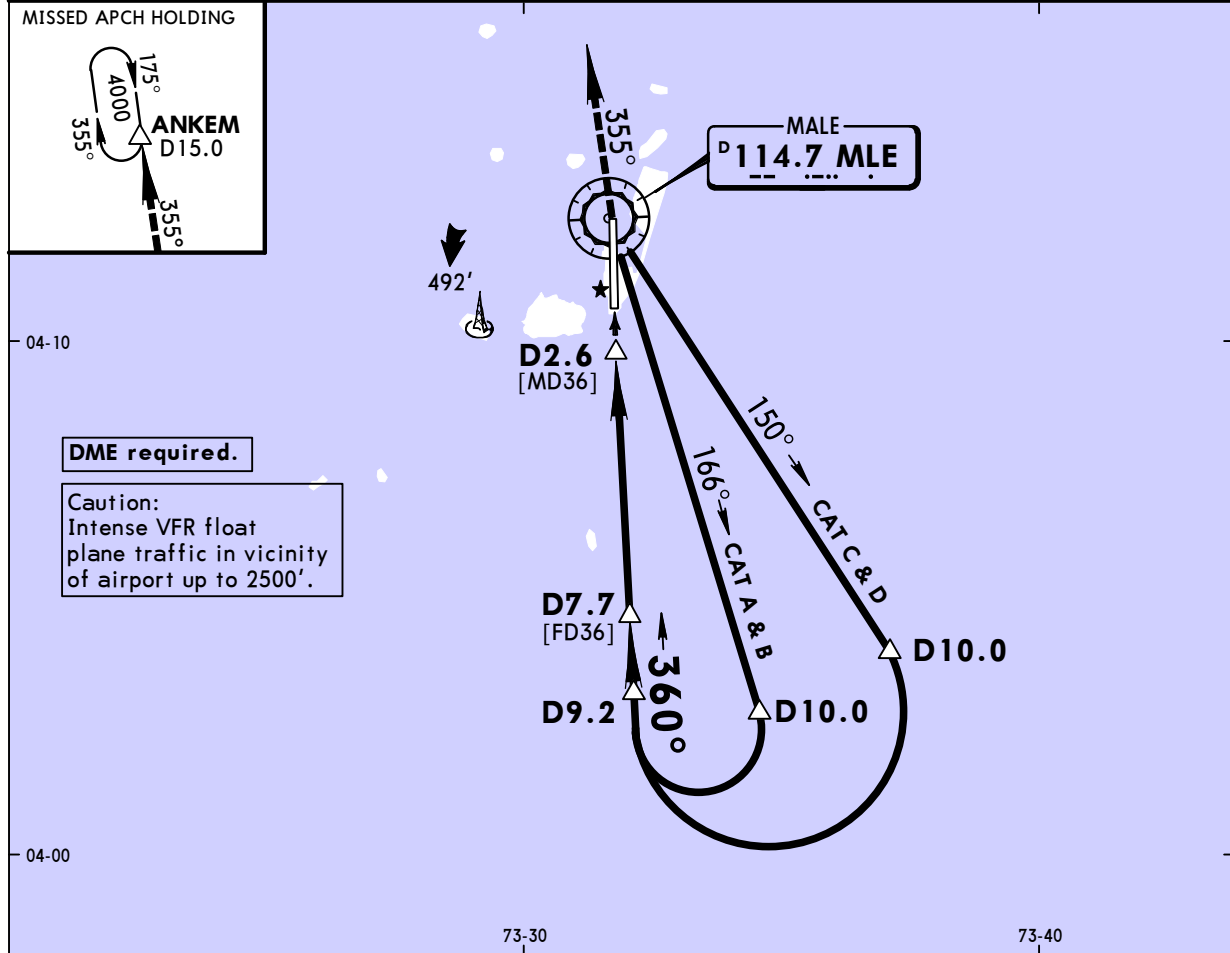 MISSED APCH HOLDING
175°
4000
355°
ANKEM
D15.0
355°
355°
MALE
D 114.7 MLE
492'
04-10
D2.6
[MD36]
DME required.
Caution:
Intense VFR float
plane traffic in vicinity
of airport up to 2500'.
150° → CAT C & D
166° → CAT A & B
D7.7
[FD36]
360°
D9.2
D10.0
D10.0
04-00
73-30
73-40